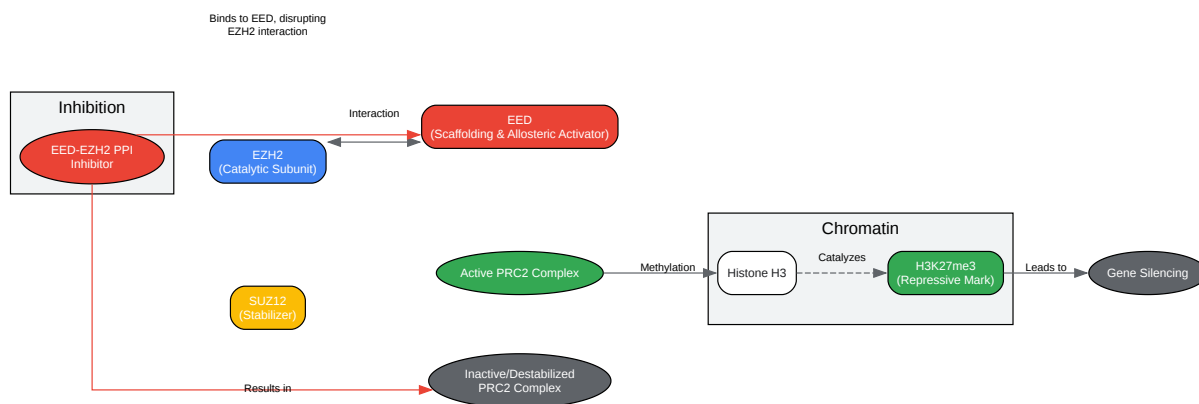 Binds to EED, disrupting
EZH2 interaction
Inhibition
EED-EZH2 PPI
Inhibitor
Interaction
EED
(Scaffolding & Allosteric Activator)
EZH2
(Catalytic Subunit)
Chromatin
Active PRC2 Complex
Methylation
Histone H3
Catalyzes
H3K27me3
(Repressive Mark)
Leads to
Gene Silencing
SUZ12
(Stabilizer)
Results in
Inactive/Destabilized
PRC2 Complex